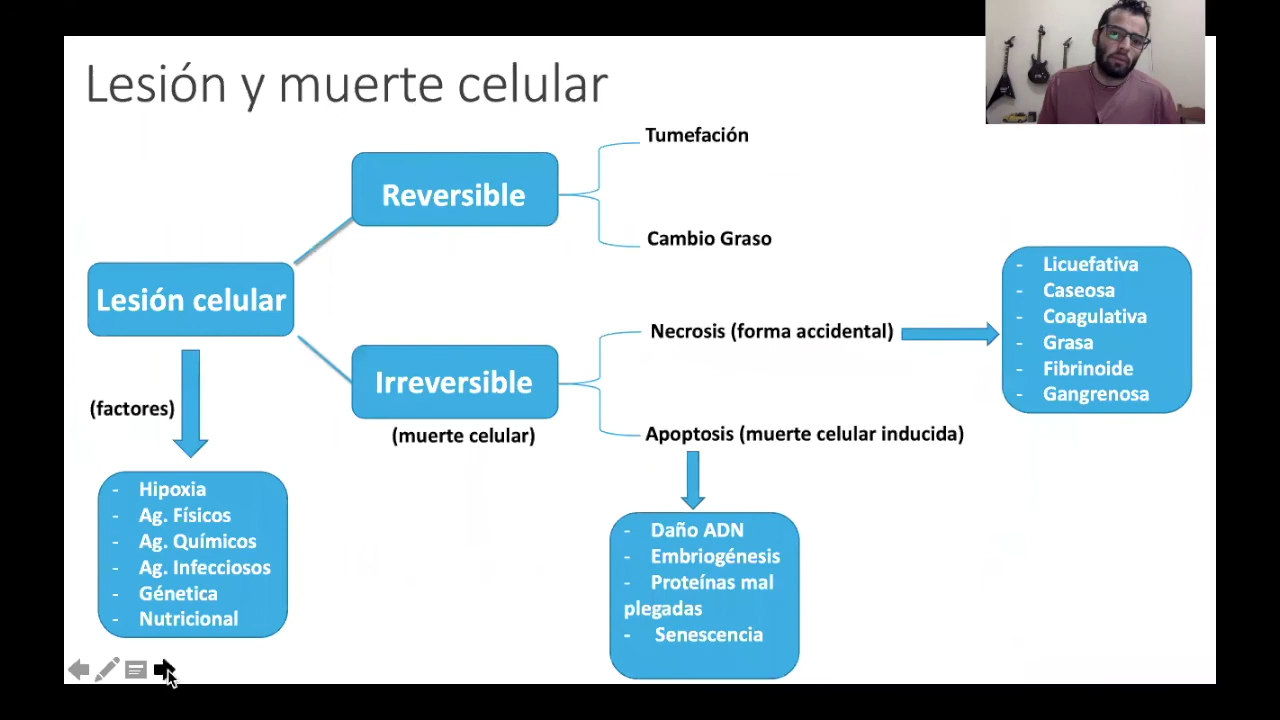 Lesión y muerte celular
Tumefación
Reversible
Cambio Graso
Lesión celular
- Licuefativa
- Caseosa
- Coagulativa
- Grasa
- Fibrinoide
- Gangrenosa
Necrosis (forma accidental)
Irreversible
(muerte celular)
Apoptosis (muerte celular inducida)
(factores)
- Hipoxia
- Ag. Físicos
- Ag. Químicos
- Ag. Infecciosos
- Génetica
- Nutricional
- Daño ADN
- Embriogénesis
- Proteínas mal
plegadas
- Senescencia